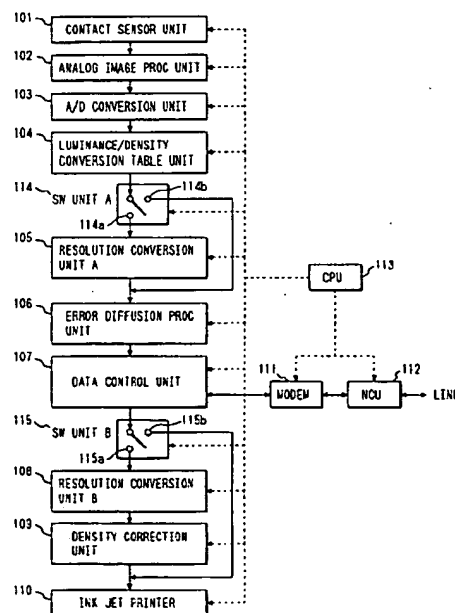 101
CONTACT SENSOR UNIT
102
ANALOG IMAGE PROC UNIT
103
A/D CONVERSION UNIT
104
LUMINANCE/DENSITY
CONVERSION TABLE UNIT
114
SW UNIT A
114b
114a
105
RESOLUTION CONVERSION
UNIT A
CPU
113
106
ERROR DIFFUSION PROC
UNIT
107
DATA CONTROL UNIT
111
MODEM
112
NCU
LINE
115
SW UNIT B
115b
115a
108
RESOLUTION CONVERSION
UNIT B
109
DENSITY CORRECTION
UNIT
110
INK JET PRINTER